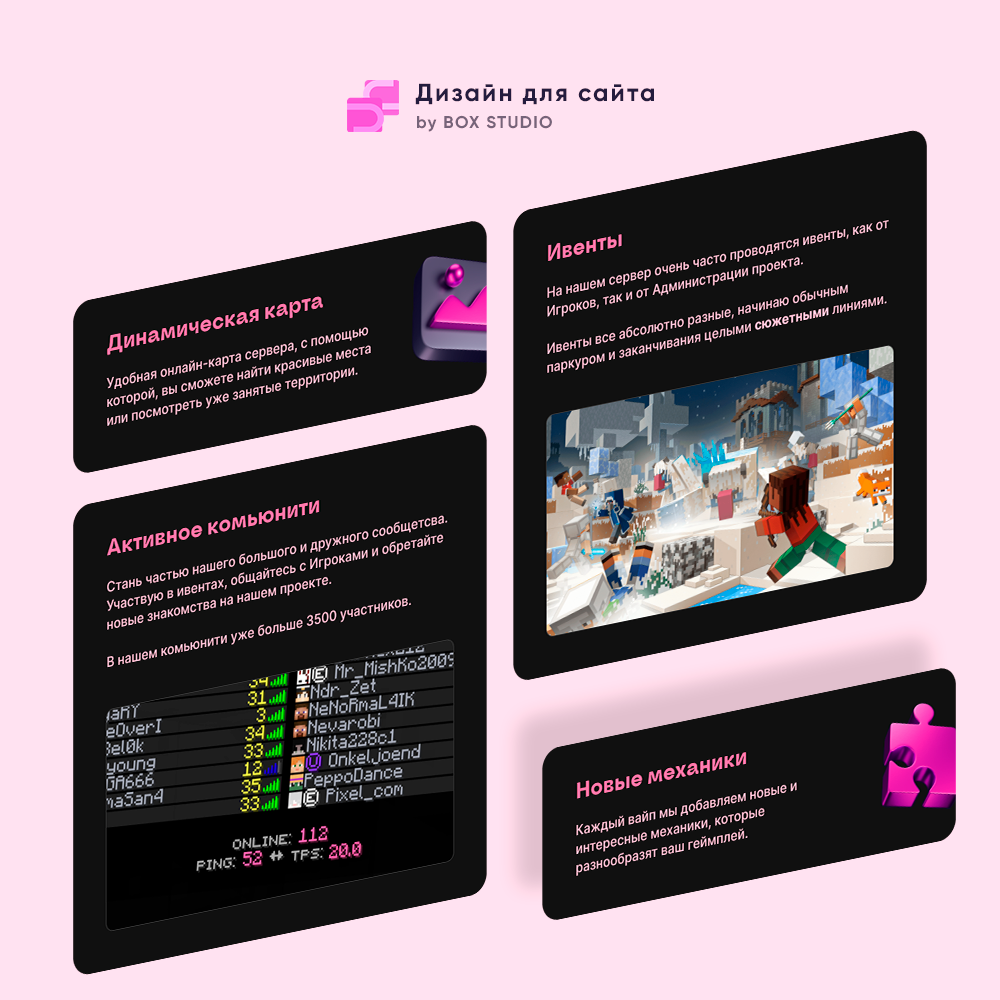 Дизайн для сайта
by BOX STUDIO
Динамическая карта
Удобная онлайн-карта сервера, с помощью
которой, вы сможете найти красивые места
или посмотреть уже занятые территории.
Активное комьюнити
Стань частью нашего большого и дружного сообщетсва.
Участвую в ивентах, общайтесь с Игроками и обретайте
новые знакомства на нашем проекте.
В нашем комьюнити уже больше 3500 участников.
34 Mr_MishKo2009
31 Ndr_Zet
3 NeNoRmaL4IK
eOverI 34 Nevarobi
Bel0k 33 Nikita228c1
young 12 Onkeljoend
GA666 35 PeppoDance
maSan4 33 Pixel_com
ONLINE: 112
PING: 52 TPS: 20.0
Ивенты
На нашем сервер очень часто проводятся ивенты, как от
Игроков, так и от Администрации проекта.
Ивенты все абсолютно разные, начинаю обычным
паркуром и заканчивания целыми сюжетными линиями.
Новые механики
Каждый вайп мы добавляем новые и
интересные механики, которые
разнообразят ваш геймплей.